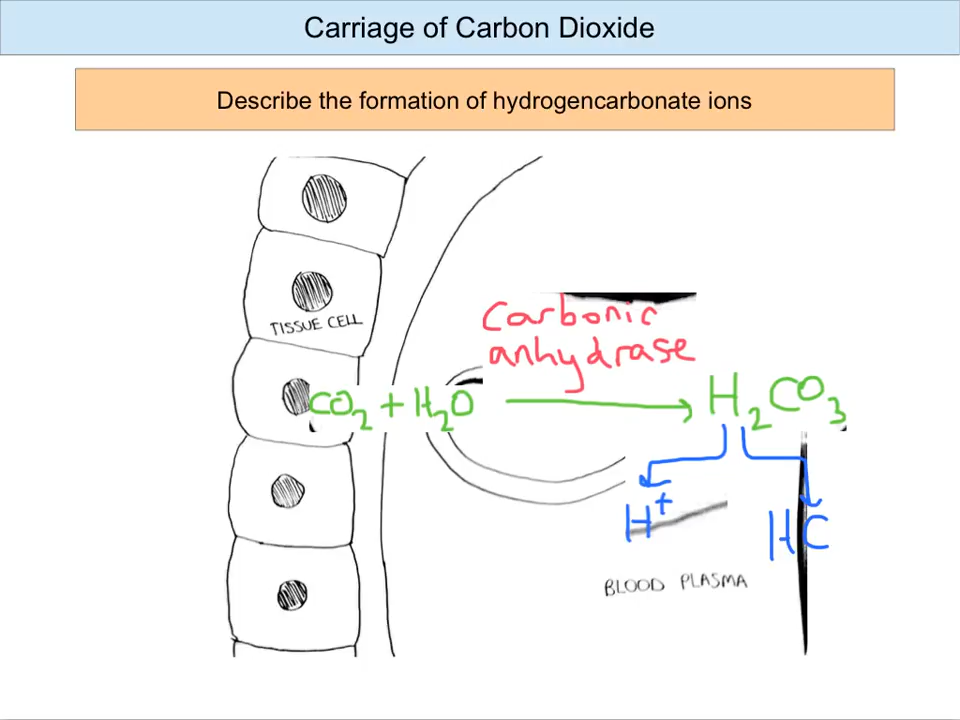 Carriage of Carbon Dioxide
Describe the formation of hydrogencarbonate ions
TISSUE CELL
Carbonic
anhydrase
CO₂ + H₂O → H₂CO₃
H⁺
HC
BLOOD PLASMA